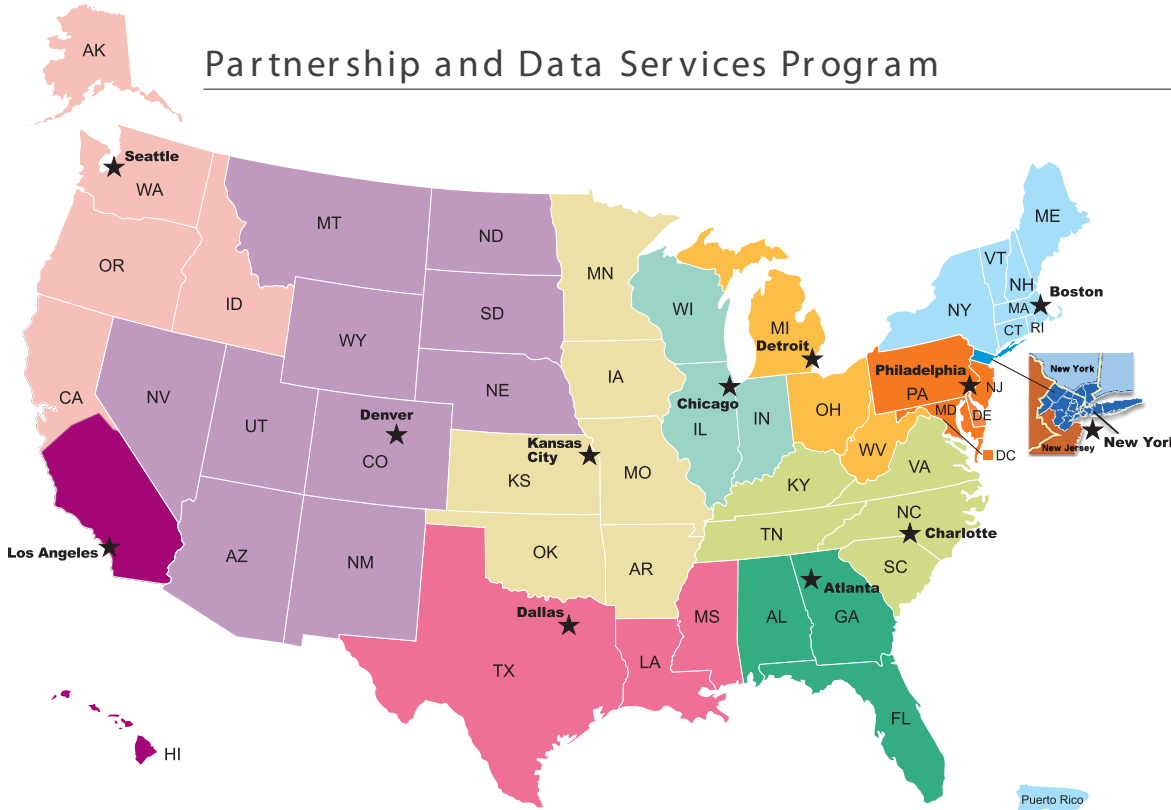 AK
Partnership and Data Services Program
Seattle
WA
MT
ND
MN
ME
VT
NH
OR
ID
SD
WI
MI
NY
MA
Boston
CT
RI
WY
Detroit
IA
NE
Philadelphia
PA
NJ
New York
CA
NV
UT
Denver
CO
Chicago
IL
IN
OH
MD
DE
WV
Kansas
City
KS
MO
KY
VA
DC
New Jersey
New York
Los Angeles
AZ
NM
OK
AR
TN
NC
Charlotte
SC
Dallas
TX
LA
MS
AL
Atlanta
GA
FL
HI
Puerto Rico